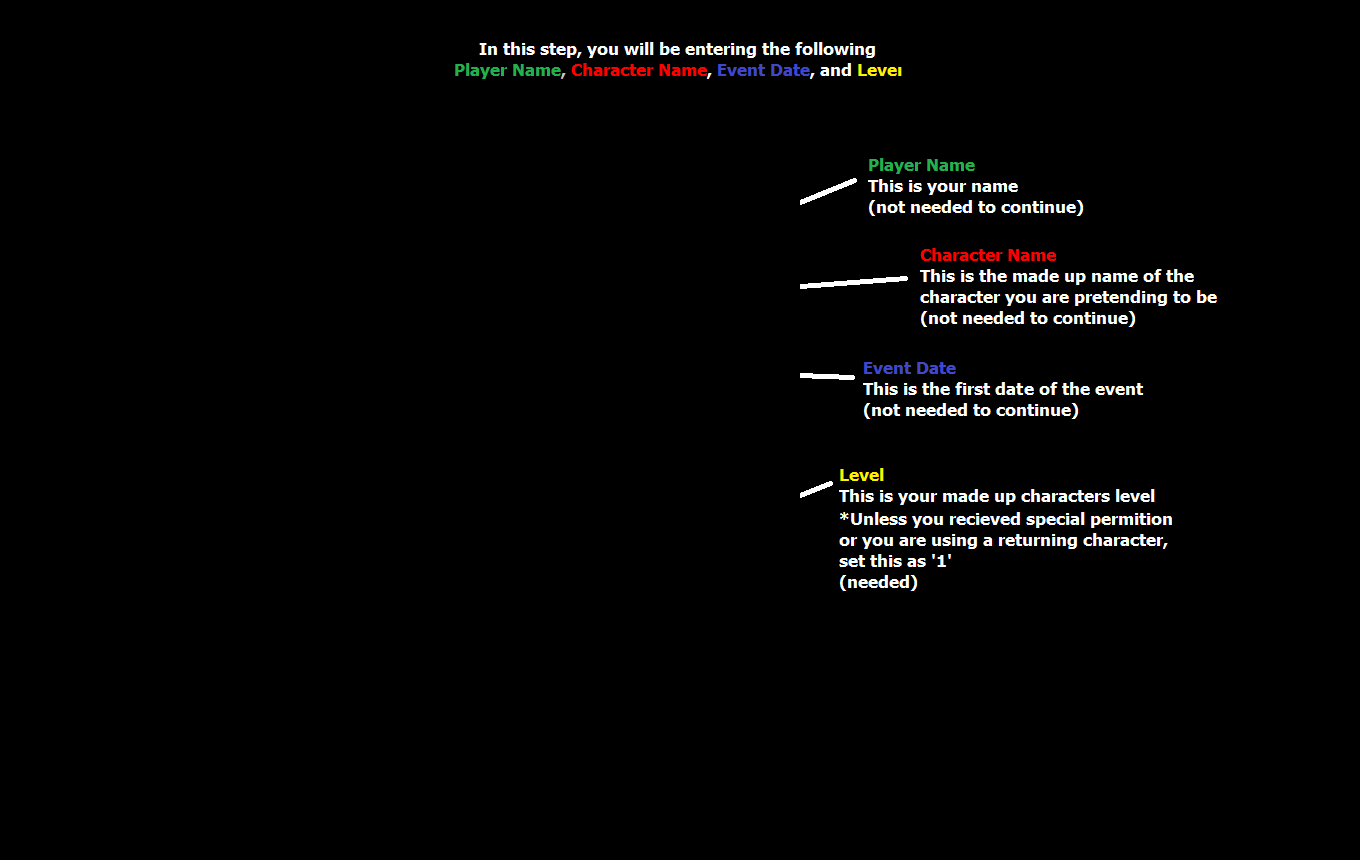 In this step, you will be entering the following
Player Name, Character Name, Event Date, and Level
Player Name
This is your name
(not needed to continue)
Character Name
This is the made up name of the
character you are pretending to be
(not needed to continue)
Event Date
This is the first date of the event
(not needed to continue)
Level
This is your made up characters level
*Unless you recieved special permition
or you are using a returning character,
set this as '1'
(needed)